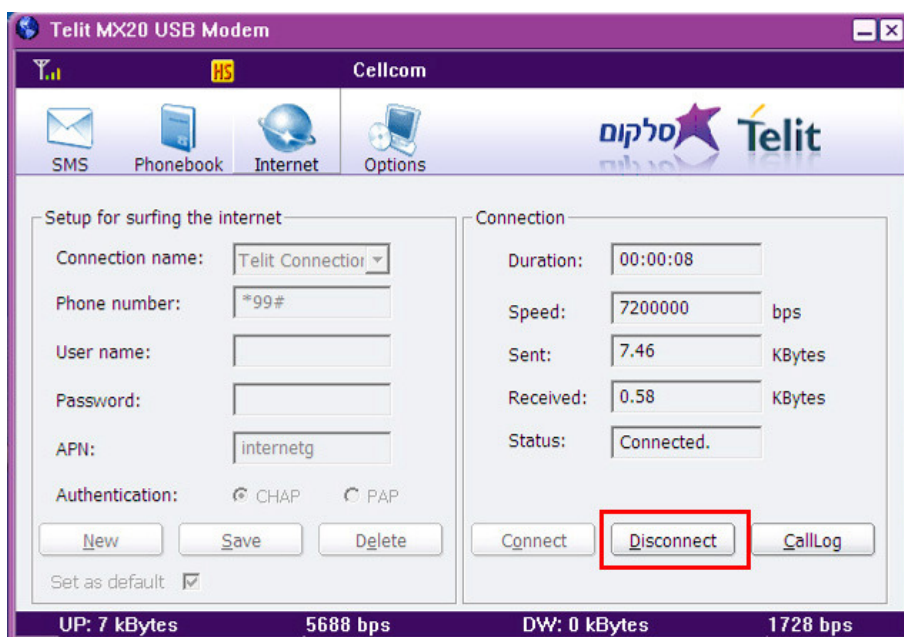 Telit MX20 USB Modem
HS Cellcom
SMS Phonebook Internet Options
סלקום Telit
Setup for surfing the internet
Connection name: Telit Connection
Phone number: *99#
User name:
Password:
APN: internetg
Authentication: CHAP PAP
New Save Delete
Set as default
Connection
Duration: 00:00:08
Speed: 7200000 bps
Sent: 7.46 KBytes
Received: 0.58 KBytes
Status: Connected.
Connect Disconnect CallLog
UP: 7 kBytes 5688 bps DW: 0 kBytes 1728 bps